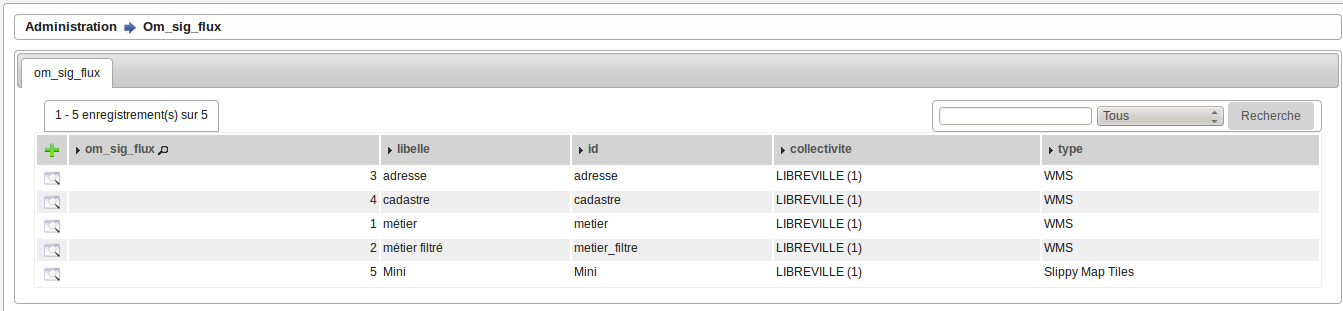 Administration Om_sig_flux
om_sig_flux
1 - 5 enregistrement(s) sur 5
Tous Recherche
om_sig_flux libelle id collectivite type
3 adresse adresse LIBREVILLE (1) WMS
4 cadastre cadastre LIBREVILLE (1) WMS
1 métier metier LIBREVILLE (1) WMS
2 métier filtré metier_filtre LIBREVILLE (1) WMS
5 Mini Mini LIBREVILLE (1) Slippy Map Tiles